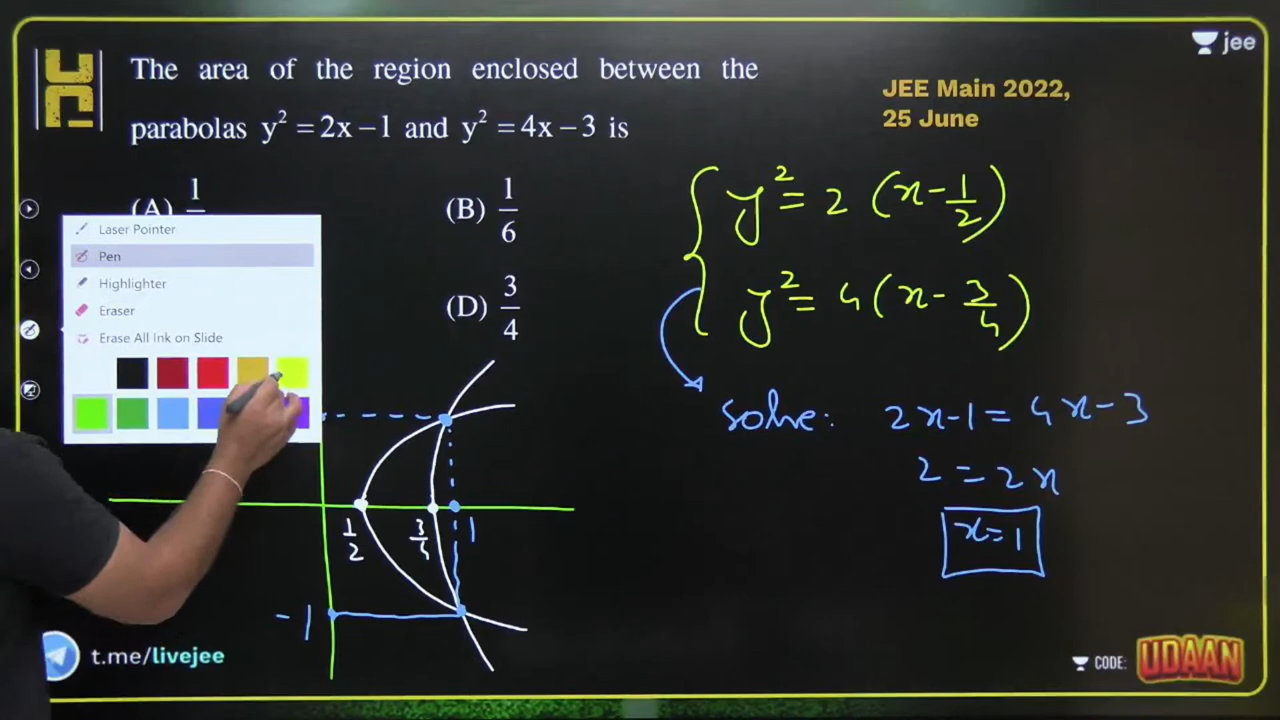 The area of the region enclosed between the
parabolas y² = 2x – 1 and y² = 4x – 3 is
JEE Main 2022,
25 June
jee
(A) 1
(B) 1/6
(D) 3/4
Laser Pointer
Pen
Highlighter
Eraser
Erase All Ink on Slide
y² = 2 (x - 1/2)
y² = 4 (x - 3/4)
solve: 2x-1 = 4x-3
2 = 2x
x = 1
1/2
3/4
1
-1
t.me/livejee
CODE: UDAAN